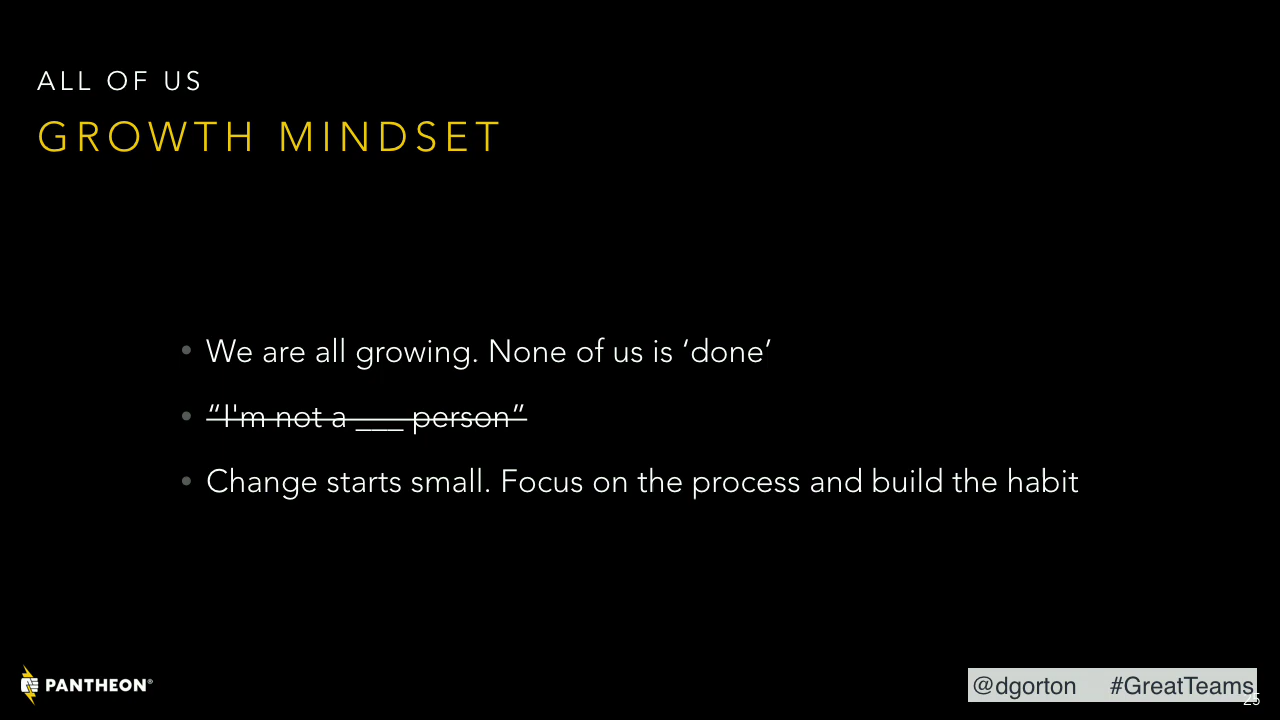 ALL OF US
GROWTH MINDSET
• We are all growing. None of us is ‘done’
• “I'm not a ___ person”
• Change starts small. Focus on the process and build the habit
PANTHEON®
@dgorton #GreatTeams
25